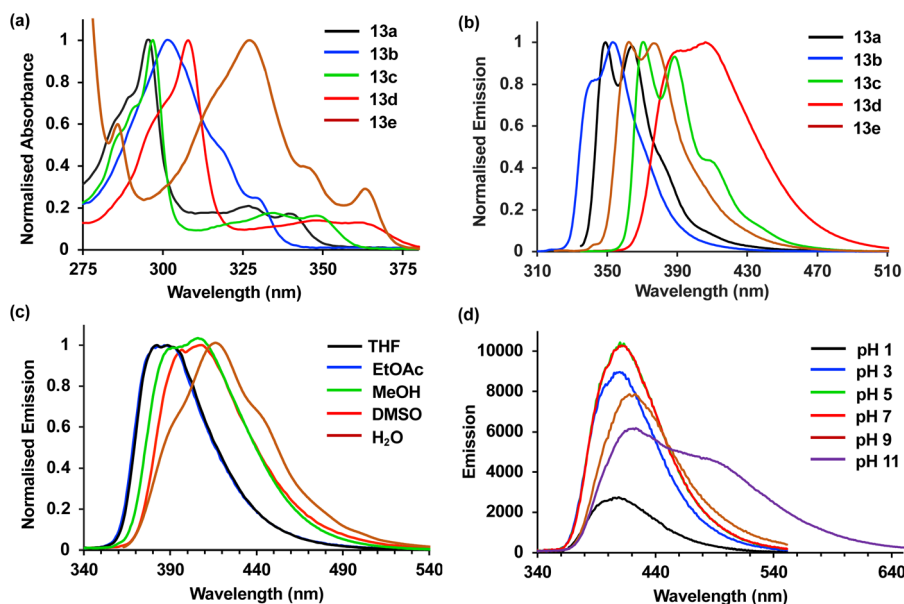 (a)
Normalised Absorbance
1
0.8
0.6
0.4
0.2
0
275 300 325 350 375
Wavelength (nm)
13a
13b
13c
13d
13e
(b)
Normalised Emission
1
0.8
0.6
0.4
0.2
0
310 350 390 430 470 510
Wavelength (nm)
13a
13b
13c
13d
13e
(c)
Normalised Emission
1
0.8
0.6
0.4
0.2
0
340 390 440 490 540
Wavelength (nm)
THF
EtOAc
MeOH
DMSO
H₂O
(d)
Emission
10000
8000
6000
4000
2000
0
340 440 540 640
Wavelength (nm)
pH 1
pH 3
pH 5
pH 7
pH 9
pH 11